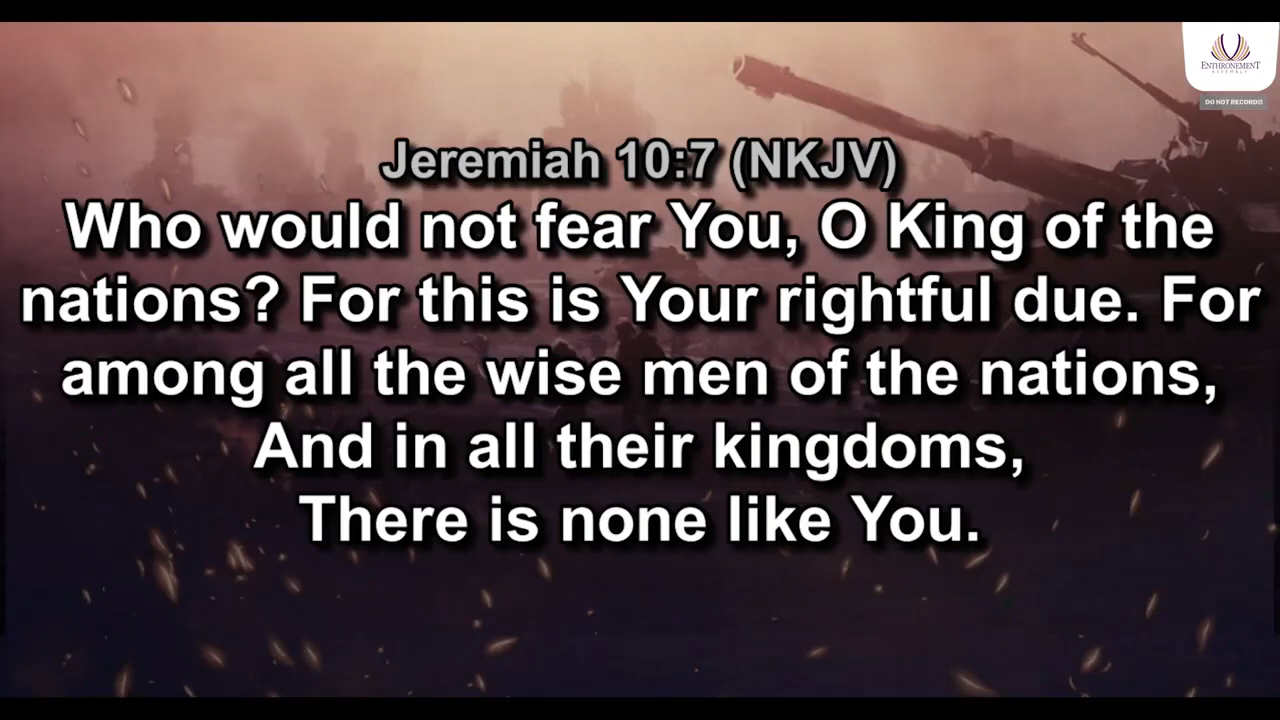 ENTHRONEMENT
ASSEMBLY
DO NOT RECORD!!!
Jeremiah 10:7 (NKJV)
Who would not fear You, O King of the
nations? For this is Your rightful due. For
among all the wise men of the nations,
And in all their kingdoms,
There is none like You.